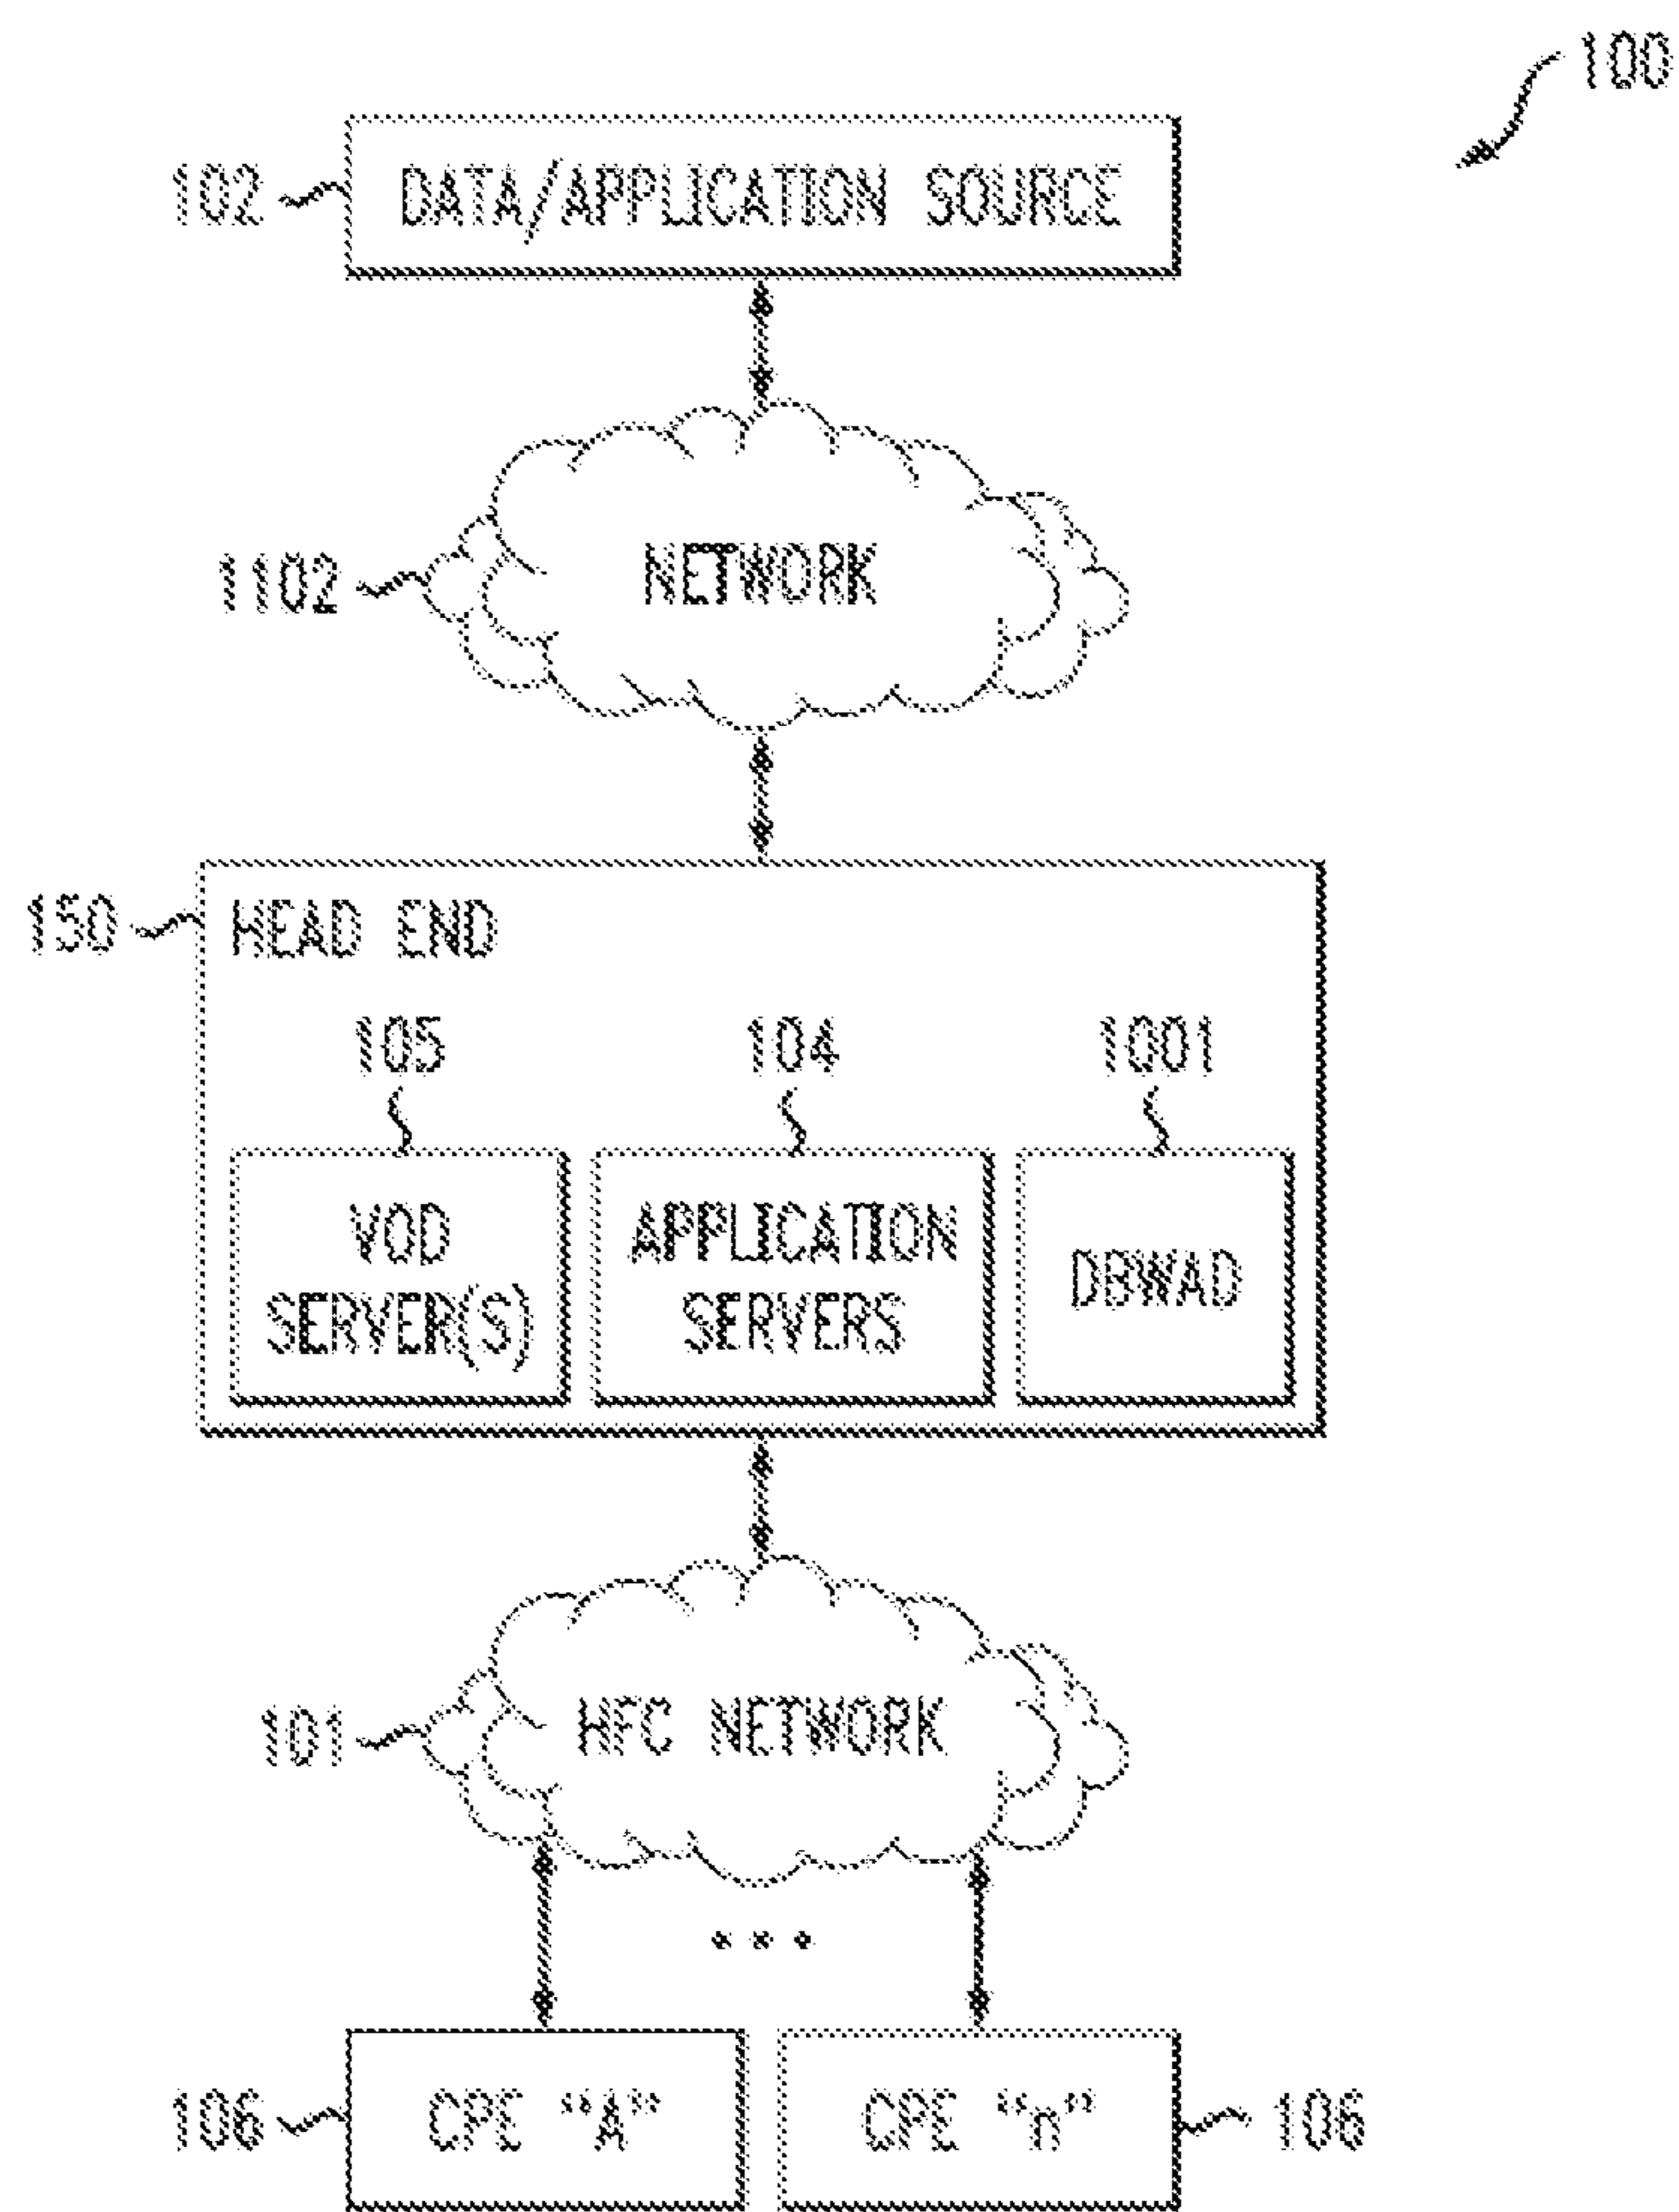 100
102 DATA/APPLICATION SOURCE
1102 NETWORK
150 HEAD END
105 104 1001
VOD SERVER(S)
APPLICATION SERVERS
DBWAD
101 HFC NETWORK
...
106 CPE "A" CPE "n" 106